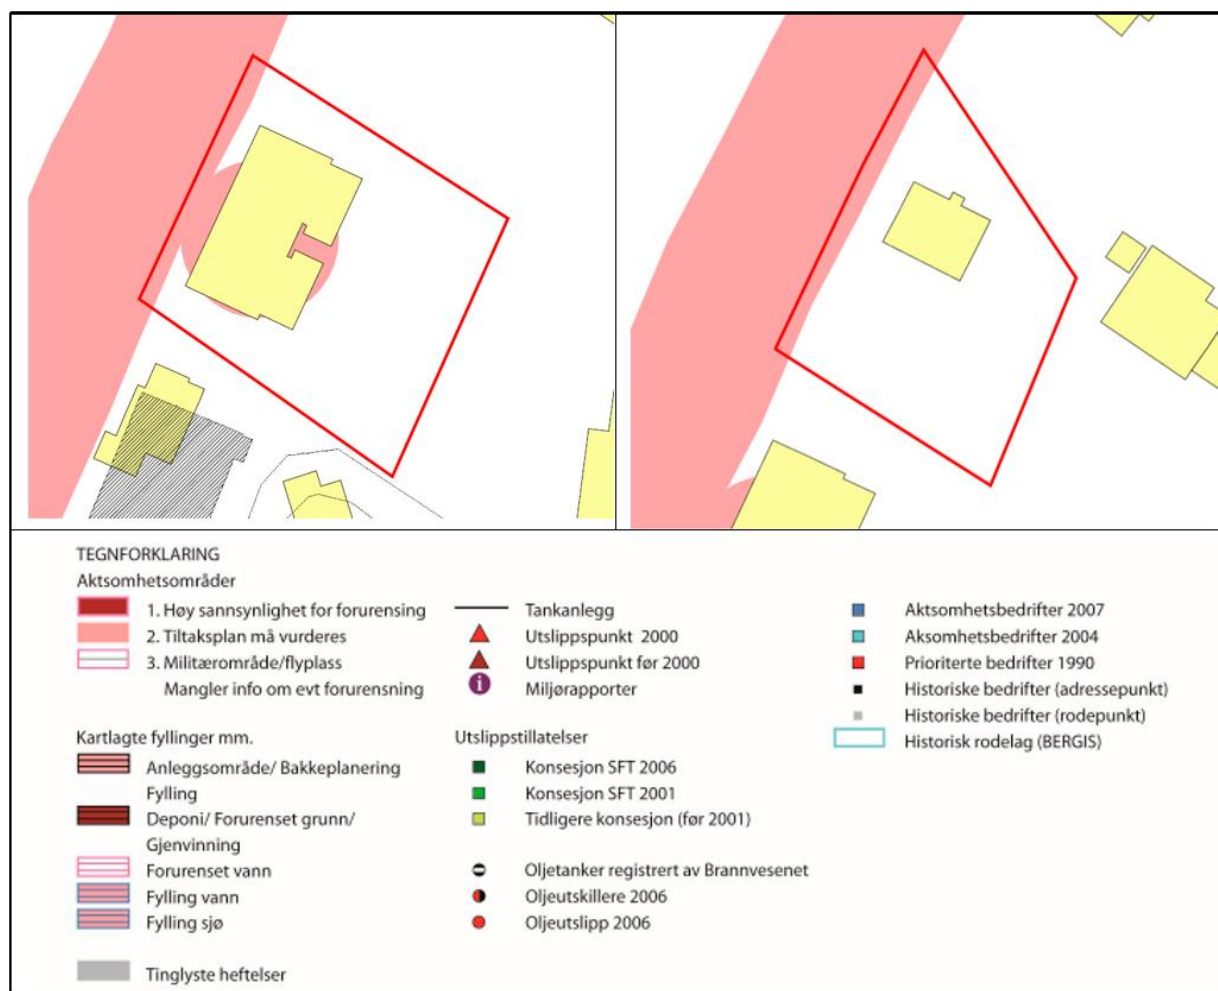 TEGNFORKLARING
Aktsomhetsområder
1. Høy sannsynlighet for forurensing
2. Tiltaksplan må vurderes
3. Militærområde/flyplass
Mangler info om evt forurensning
Kartlagte fyllinger mm.
Anleggsområde/ Bakkeplanering
Fylling
Deponi/ Forurenset grunn/
Gjenvinning
Forurenset vann
Fylling vann
Fylling sjø
Tinglyste heftelser
Tankanlegg
Utslippspunkt 2000
Utslippspunkt før 2000
i
Miljørapporter
Utslippstillatelser
Konsesjon SFT 2006
Konsesjon SFT 2001
Tidligere konsesjon (før 2001)
Oljetanker registrert av Brannvesenet
Oljeutskillere 2006
Oljeutslipp 2006
Aktsomhetsbedrifter 2007
Aksomhetsbedrifter 2004
Prioriterte bedrifter 1990
Historiske bedrifter (adressepunkt)
Historiske bedrifter (rodepunkt)
Historisk rodelag (BERGIS)